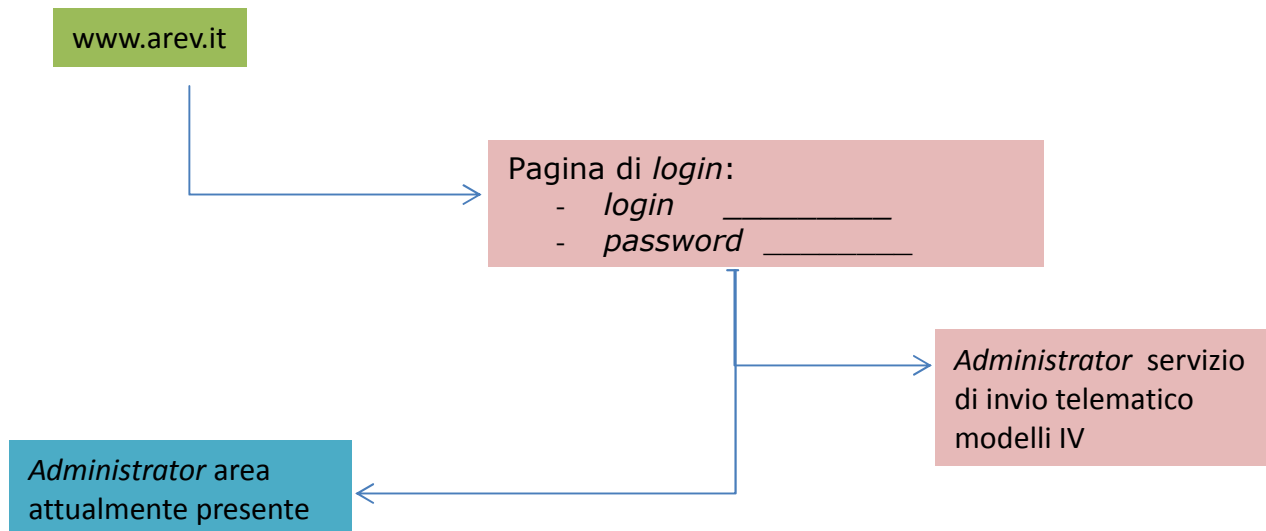 www.arev.it
Pagina di login:
- login __________
- password _________
Administrator servizio
di invio telematico
modelli IV
Administrator area
attualmente presente